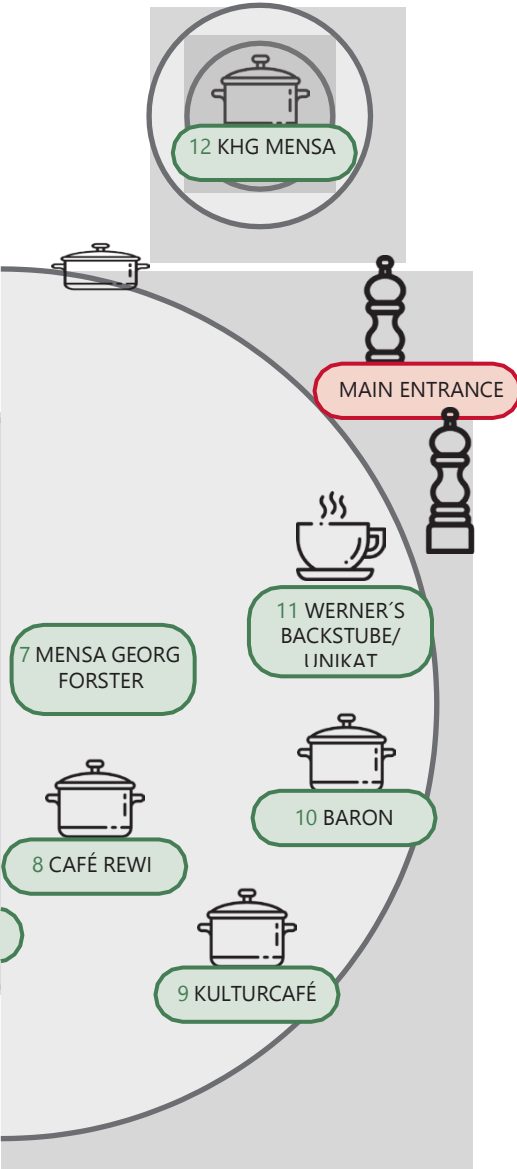 12 KHG MENSA
MAIN ENTRANCE
11 WERNER´S
BACKSTUBE/
UNIKAT
7 MENSA GEORG
FORSTER
10 BARON
8 CAFÉ REWI
9 KULTURCAFÉ